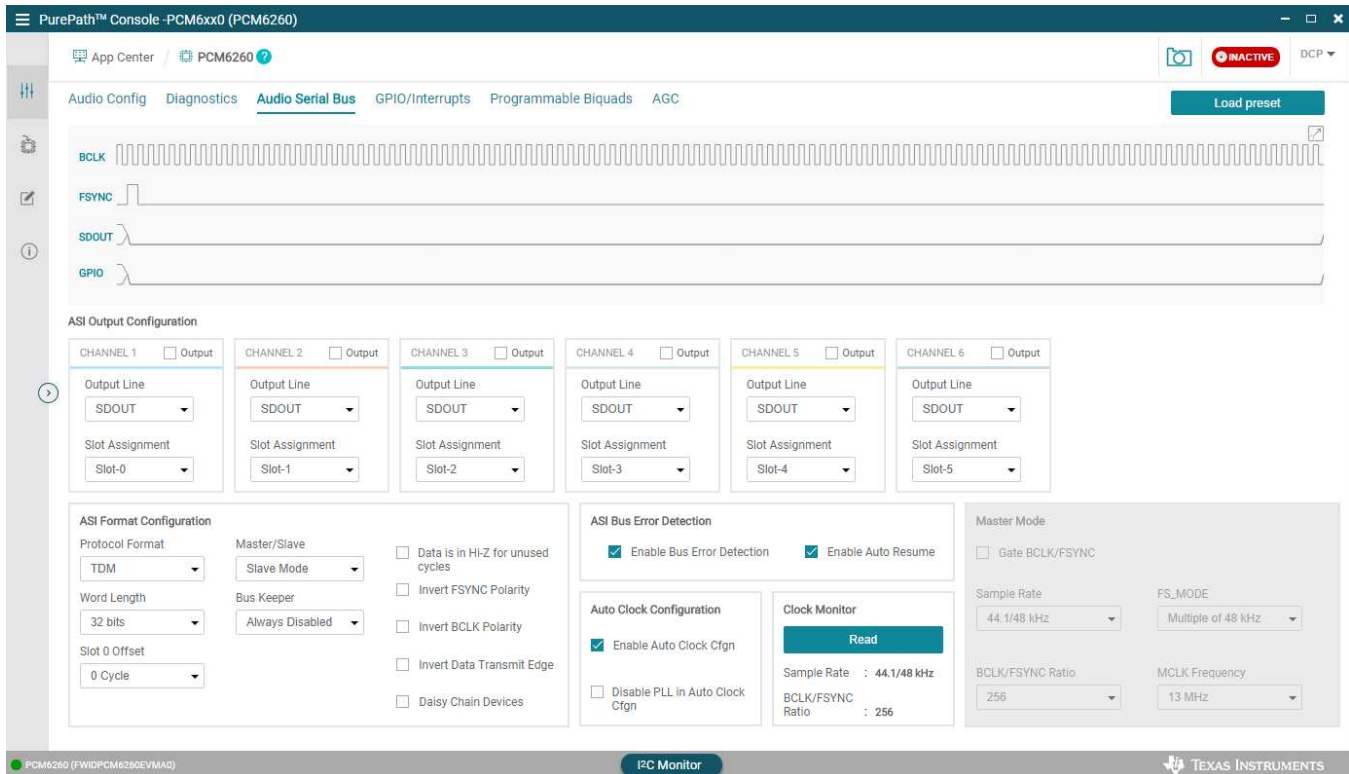 PurePath™ Console -PCM6xx0 (PCM6260)
App Center / PCM6260 ?
INACTIVE
DCP
Audio Config Diagnostics Audio Serial Bus GPIO/Interrupts Programmable Biquads AGC
Load preset
BCLK
FSYNC
SDOUT
GPIO
ASI Output Configuration
CHANNEL 1 Output CHANNEL 2 Output CHANNEL 3 Output CHANNEL 4 Output CHANNEL 5 Output CHANNEL 6 Output
Output Line Output Line Output Line Output Line Output Line Output Line
SDOUT SDOUT SDOUT SDOUT SDOUT SDOUT
Slot Assignment Slot Assignment Slot Assignment Slot Assignment Slot Assignment Slot Assignment
Slot-0 Slot-1 Slot-2 Slot-3 Slot-4 Slot-5
ASI Format Configuration
Protocol Format Master/Slave
TDM Slave Mode
Word Length Bus Keeper
32 bits Always Disabled
Slot 0 Offset
0 Cycle
Data is in Hi-Z for unused
cycles
Invert FSYNC Polarity
Invert BCLK Polarity
Invert Data Transmit Edge
Daisy Chain Devices
ASI Bus Error Detection
Enable Bus Error Detection Enable Auto Resume
Auto Clock Configuration
Enable Auto Clock Cfgn
Disable PLL in Auto Clock
Cfgn
Clock Monitor
Read
Sample Rate : 44.1/48 kHz
BCLK/FSYNC
Ratio : 256
Master Mode
Gate BCLK/FSYNC
Sample Rate FS_MODE
44.1/48 kHz Multiple of 48 kHz
BCLK/FSYNC Ratio MCLK Frequency
256 13 MHz
PCM6260 (FWIDPCM6260EVMA0)
I²C Monitor
TEXAS INSTRUMENTS